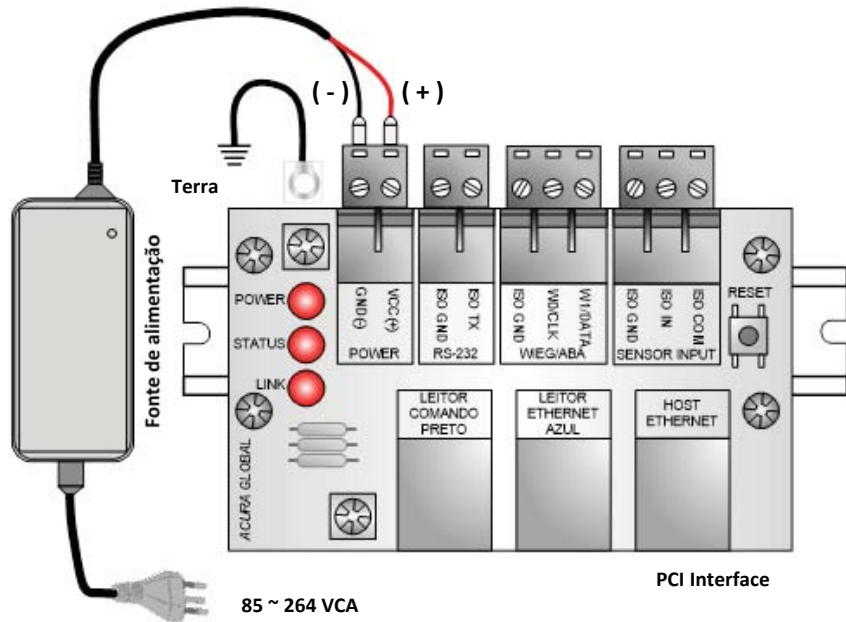 ( - )
( + )
Terra
Fonte de alimentação
POWER
STATUS
LINK
GND(-)
VCC(+)
POWER
ISO GND
ISO TX
RS-232
ISO GND
W0/CLK
W1/DATA
WIEG/ABA
ISO GND
ISO IN
ISO COM
SENSOR INPUT
RESET
LEITOR
COMANDO
PRETO
LEITOR
ETHERNET
AZUL
HOST
ETHERNET
ACURA GLOBAL
PCI Interface
85 ~ 264 VCA